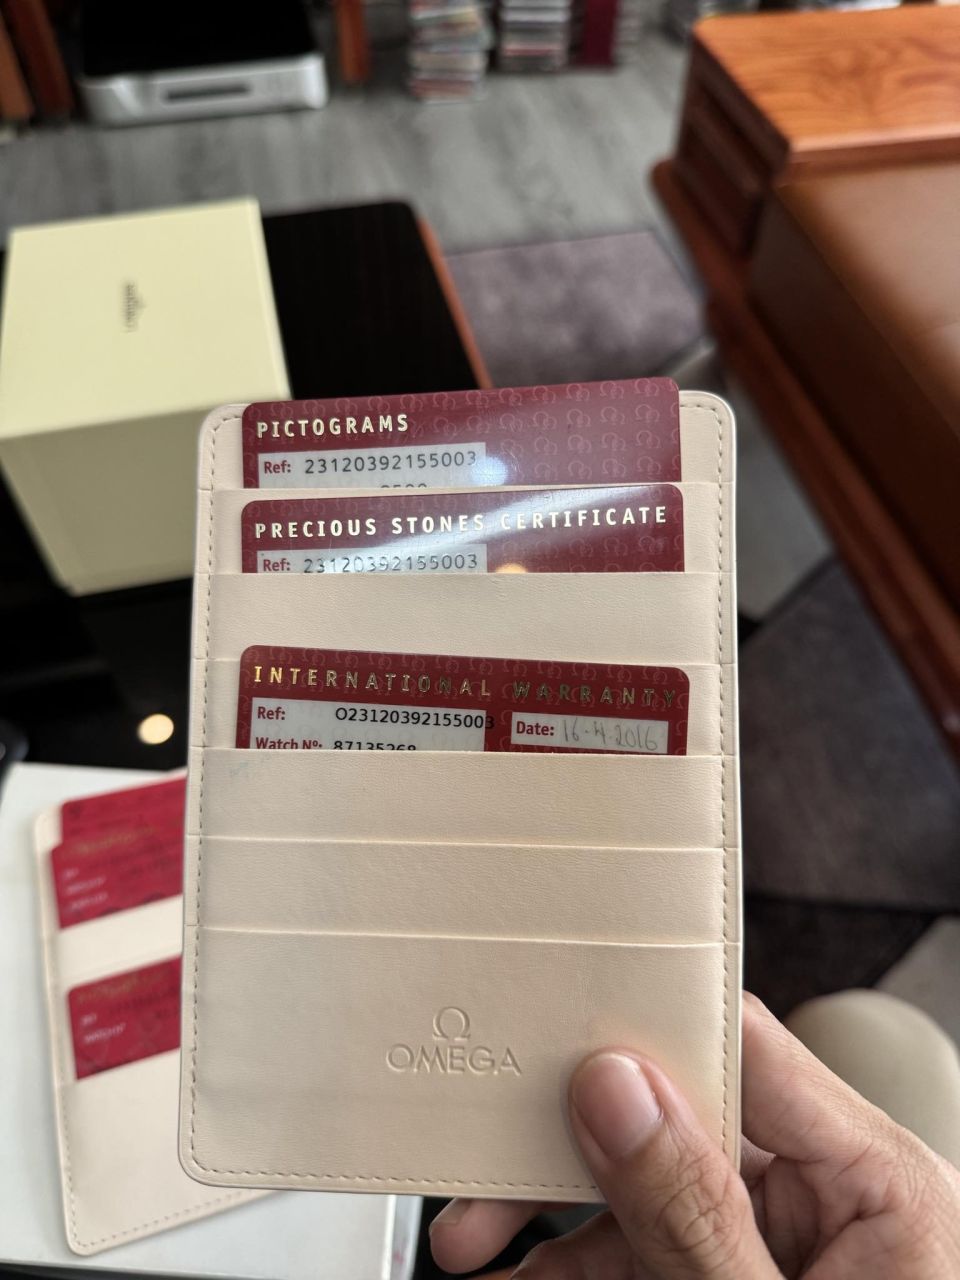 PICTOGRAMS
Ref: 23120392155003
PRECIOUS STONES CERTIFICATE
Ref: 23120392155003
INTERNATIONAL WARRANTY
Ref: O23120392155003
Date: 16-4-2016
Watch Nº: 87135268
Ω
OMEGA